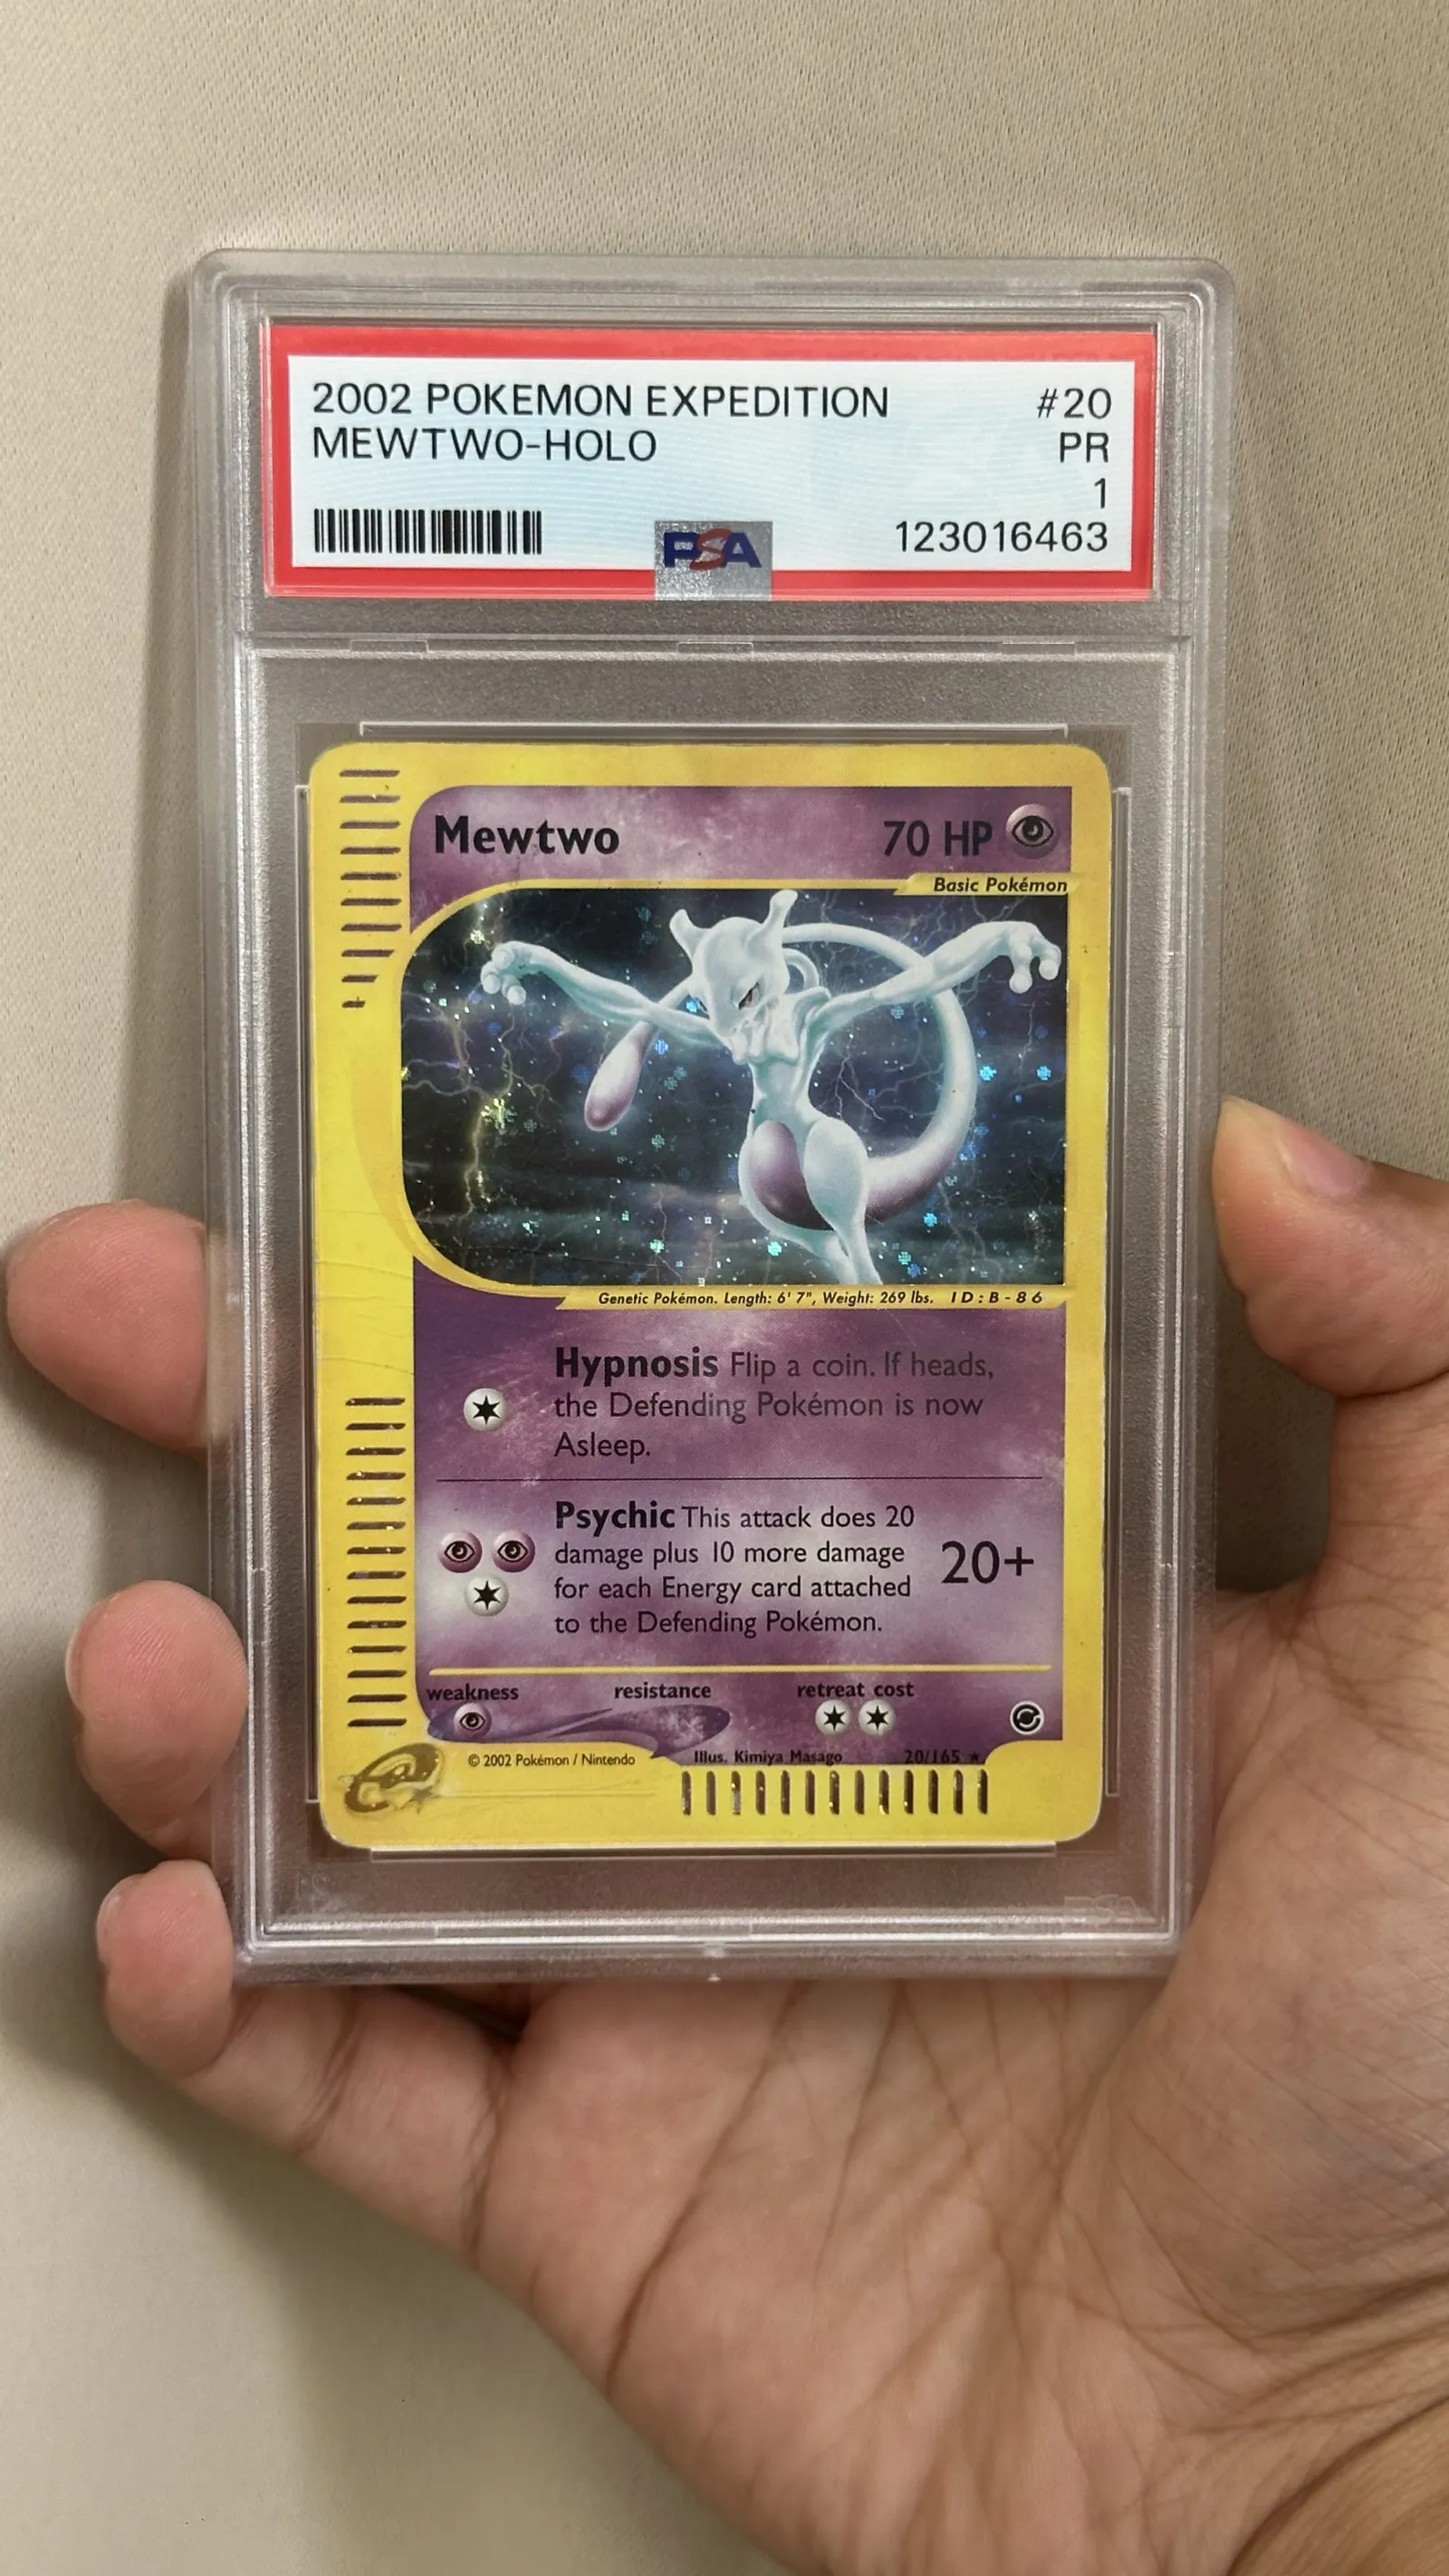 2002 POKEMON EXPEDITION #20
MEWTWO-HOLO PR
1
PSA 123016463
Mewtwo 70 HP
Basic Pokémon
Genetic Pokémon. Length: 6' 7", Weight: 269 lbs. ID:B-86
Hypnosis Flip a coin. If heads,
the Defending Pokémon is now
Asleep.
Psychic This attack does 20
damage plus 10 more damage
for each Energy card attached
to the Defending Pokémon.
20+
weakness resistance retreat cost
© 2002 Pokémon / Nintendo Illus. Kimiya Masago 20/165 ★
e